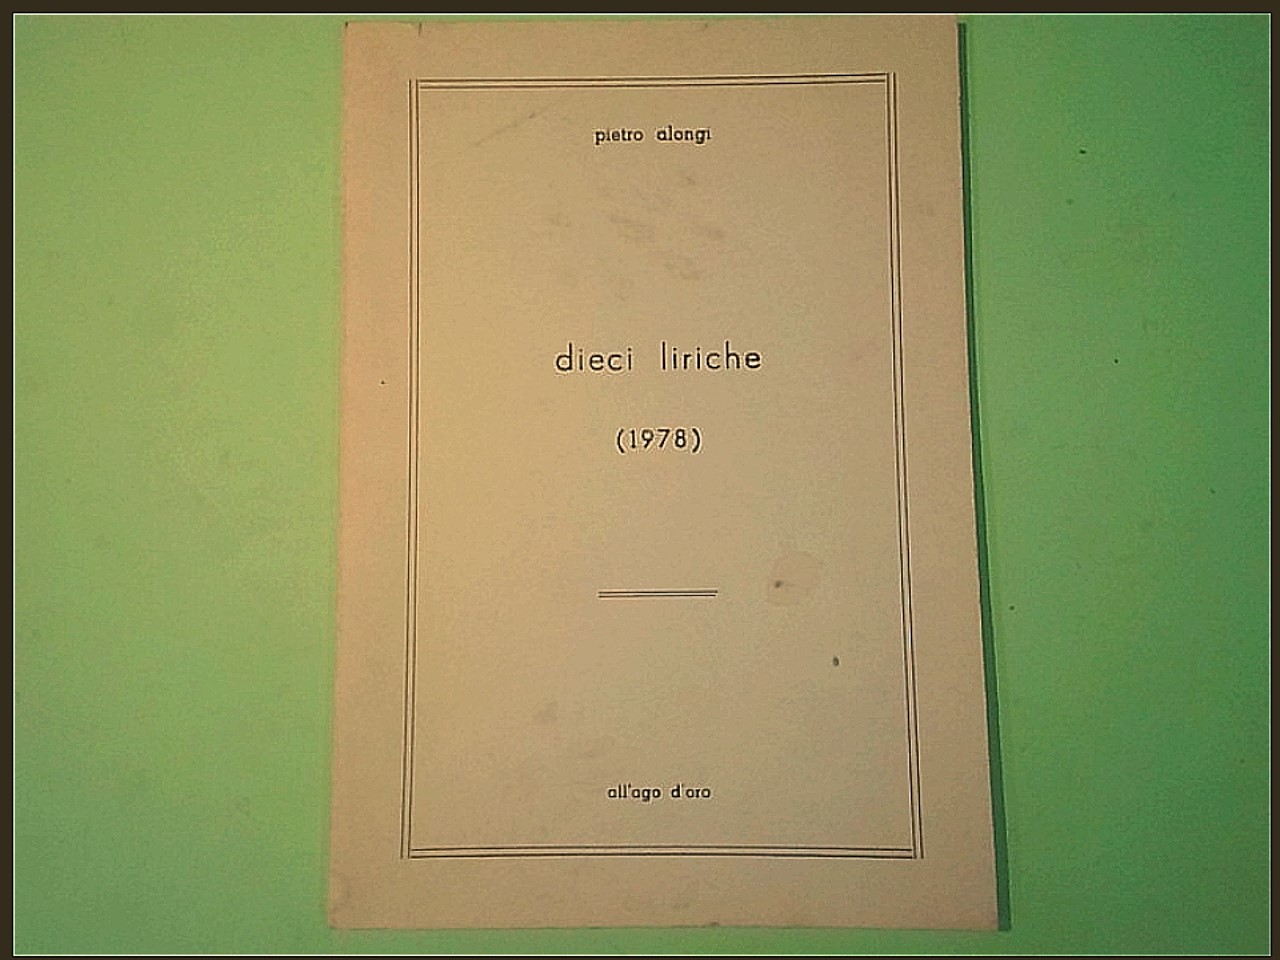 pietro alongi
dieci liriche
(1978)
all'ago d'oro